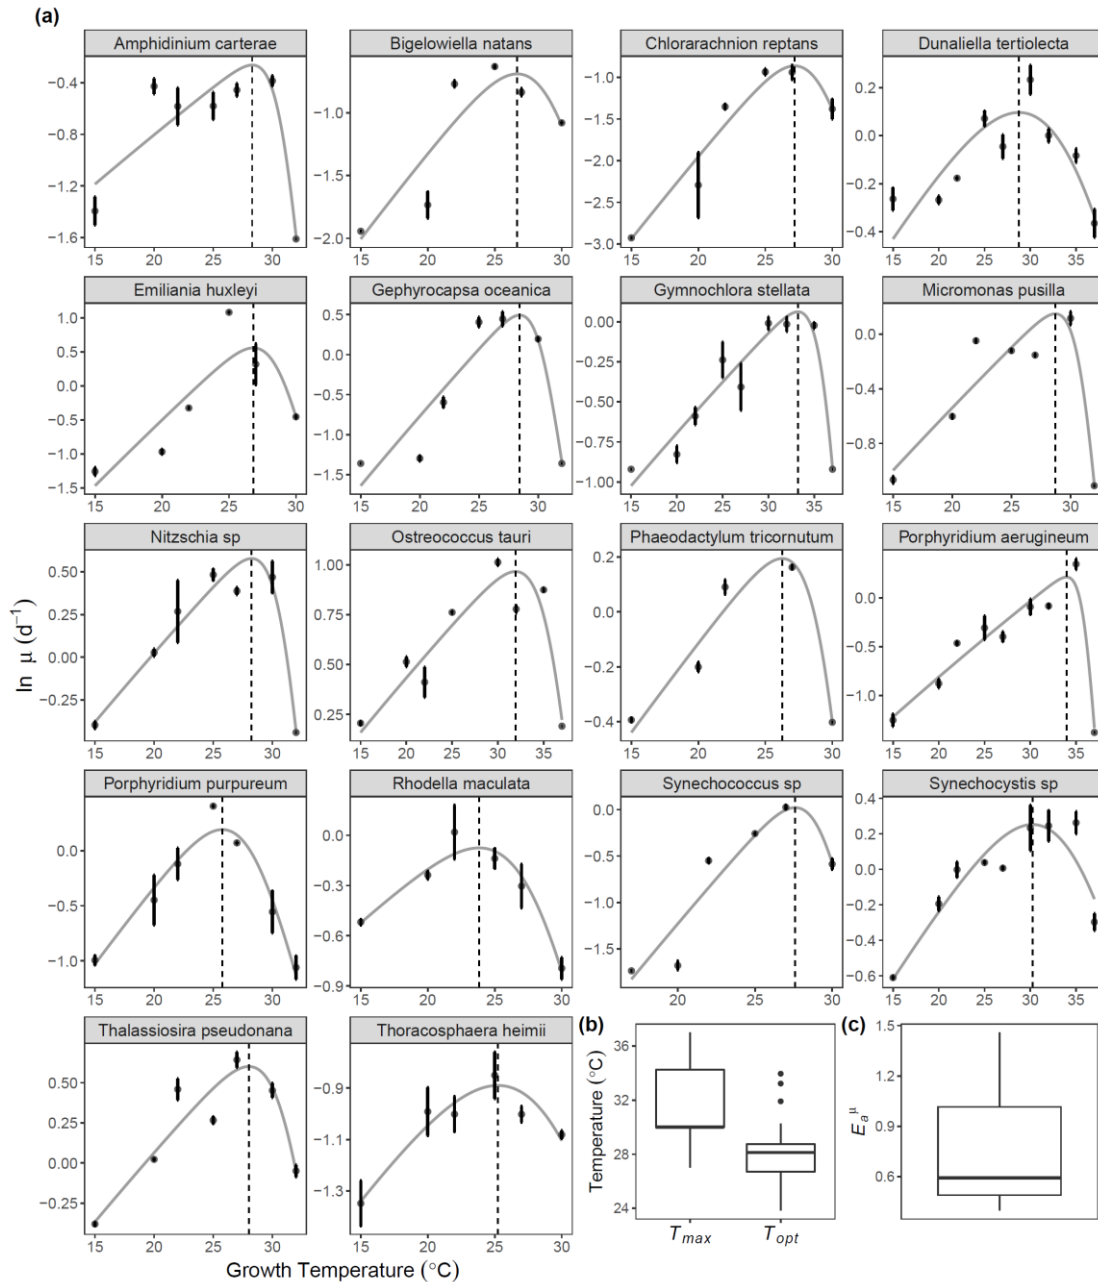 (a)
Amphidinium carterae
Bigelowiella natans
Chlorarachnion reptans
Dunaliella tertiolecta
−0.4
−0.8
−1.2
−1.6
15 20 25 30
−1.0
−1.5
−2.0
15 20 25 30
−1.0
−1.5
−2.0
−2.5
−3.0
15 20 25 30
0.2
0.0
−0.2
−0.4
15 20 25 30 35
Emiliania huxleyi
Gephyrocapsa oceanica
Gymnochlora stellata
Micromonas pusilla
1.0
0.5
0.0
−0.5
−1.0
−1.5
15 20 25 30
0.5
0.0
−0.5
−1.0
−1.5
15 20 25 30
0.00
−0.25
−0.50
−0.75
−1.00
15 20 25 30 35
0.0
−0.4
−0.8
15 20 25 30
Nitzschia sp
Ostreococcus tauri
Phaeodactylum tricornutum
Porphyridium aerugineum
0.50
0.25
0.00
−0.25
15 20 25 30
1.00
0.75
0.50
0.25
15 20 25 30 35
0.2
0.0
−0.2
−0.4
15 20 25 30
0.0
−0.5
−1.0
15 20 25 30 35
ln μ (d⁻¹)
Porphyridium purpureum
Rhodella maculata
Synechococcus sp
Synechocystis sp
0.0
−0.5
−1.0
15 20 25 30
0.0
−0.3
−0.6
−0.9
15 20 25 30
0.0
−0.5
−1.0
−1.5
15 20 25 30
0.4
0.2
0.0
−0.2
−0.4
−0.6
15 20 25 30 35
Thalassiosira pseudonana
Thoracosphaera heimii
0.50
0.25
0.00
−0.25
15 20 25 30
−0.9
−1.1
−1.3
15 20 25 30
Growth Temperature (°C)
(b)
Temperature (°C)
36
32
28
24
Tmax Topt
(c)
Eaμ
1.5
1.2
0.9
0.6